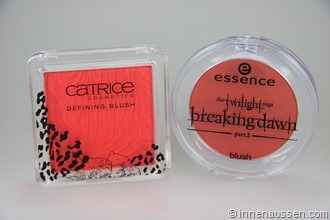 CATRICE
COSMETICS
DEFINING BLUSH
essence
the twilight saga
breaking dawn
part 2
blush
©innenaussen.com